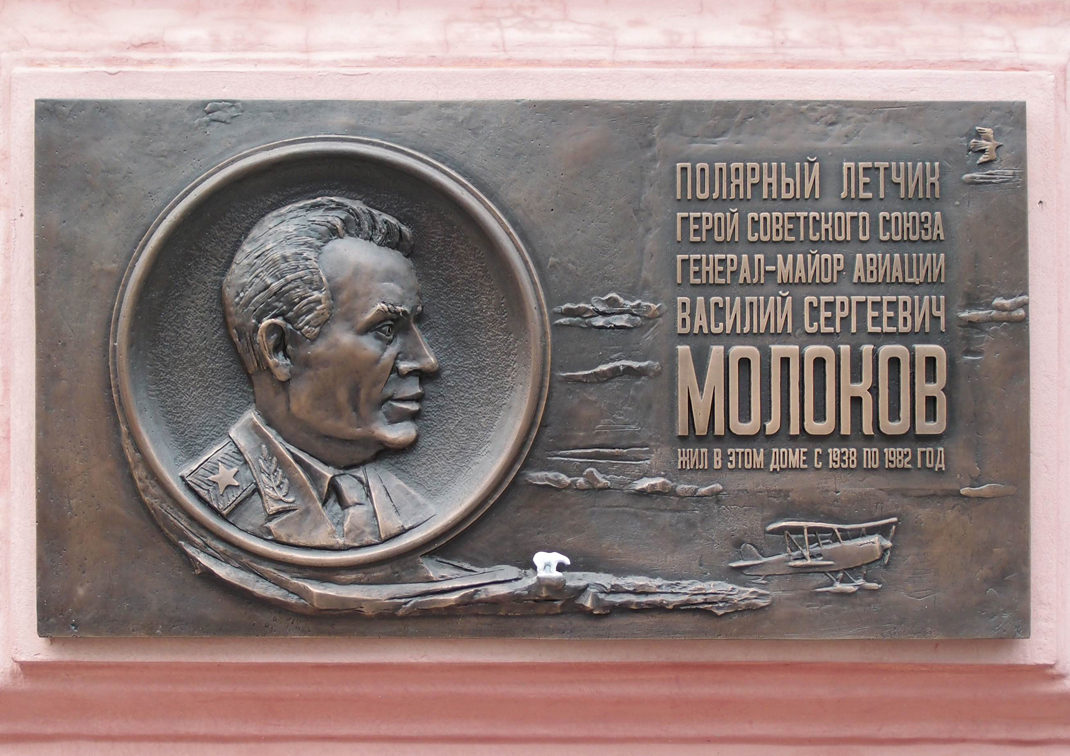 ПОЛЯРНЫЙ ЛЕТЧИК
ГЕРОЙ СОВЕТСКОГО СОЮЗА
ГЕНЕРАЛ-МАЙОР АВИАЦИИ
ВАСИЛИЙ СЕРГЕЕВИЧ
МОЛОКОВ
ЖИЛ В ЭТОМ ДОМЕ С 1938 ПО 1982 ГОД